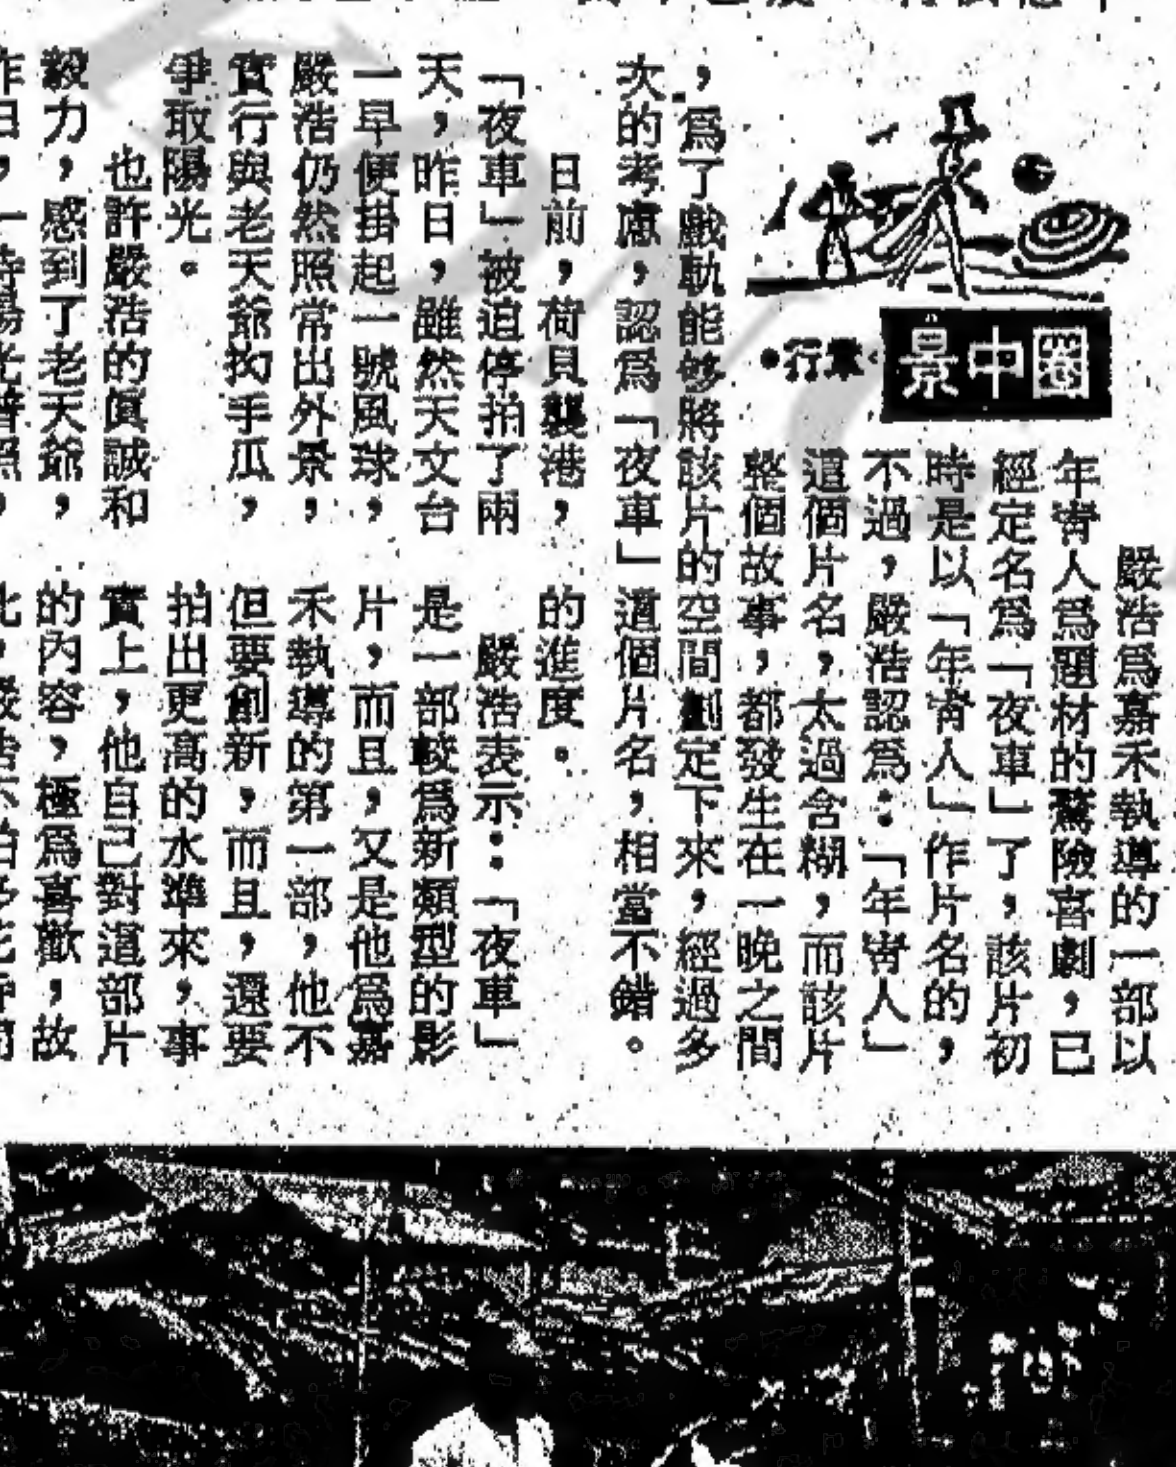 圈中景
嚴浩爲嘉禾執導的一部以
年靑人爲題材的驚險喜劇，已
經定名爲「夜車」了，該片初
時是以「年靑人」作片名的，
不過，嚴浩認爲：「年靑人」
這個片名，太過含糊，而該片
整個故事，都發生在一晚之間
，爲了戲軌能够將該片的空間劃定下來，經過多
次的考慮，認爲「夜車」這個片名，相當不錯。
日前，荷貝襲港，
「夜車」被迫停拍了兩
天，昨日，雖然天文台
一早便掛起一號風球，
嚴浩仍然照常出外景，
實行與老天爺拗手瓜，
爭取陽光。
也許嚴浩的眞誠和
毅力，感到了老天爺，
昨日，一時陽光普照，
的進度。
嚴浩表示：「夜車」
是一部較爲新類型的影
片，而且，又是他爲嘉
禾執導的第一部，他不
但要創新，而且，還要
拍出更高的水準來，事
實上，他自己對這部片
的內容，極爲喜歡，故